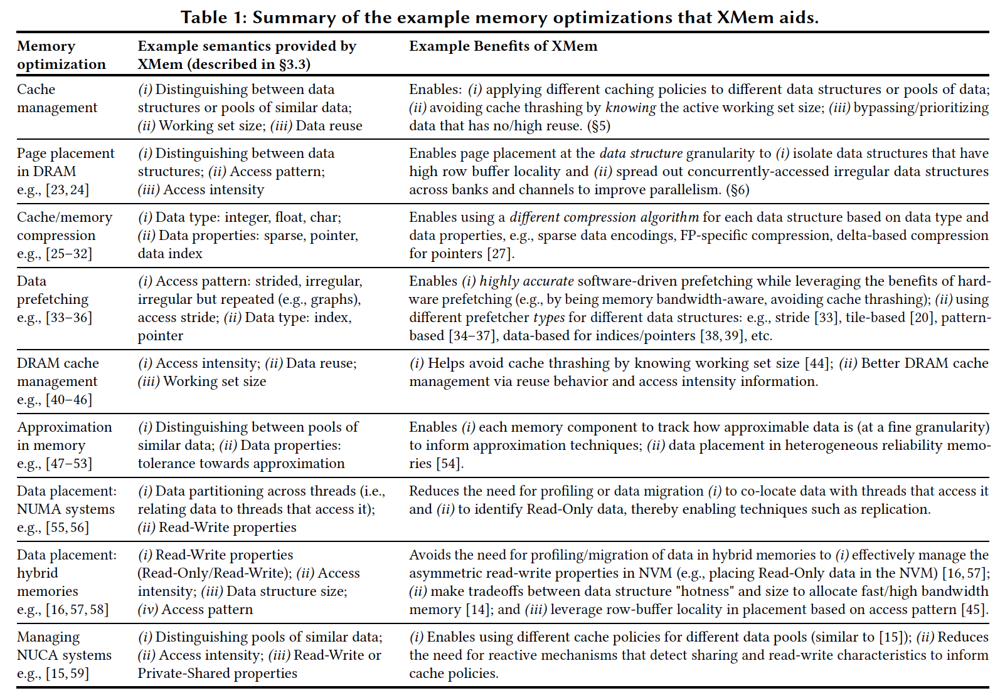 Table 1: Summary of the example memory optimizations that XMem aids.
Memory optimization
Example semantics provided by XMem (described in §3.3)
Example Benefits of XMem
Cache
management
(i) Distinguishing between data
structures or pools of similar data;
(ii) Working set size; (iii) Data reuse
Enables: (i) applying different caching policies to different data structures or pools of data;
(ii) avoiding cache thrashing by knowing the active working set size; (iii) bypassing/prioritizing
data that has no/high reuse. (§5)
Page placement
in DRAM
e.g., [23, 24]
(i) Distinguishing between data
structures; (ii) Access pattern;
(iii) Access intensity
Enables page placement at the data structure granularity to (i) isolate data structures that have
high row buffer locality and (ii) spread out concurrently-accessed irregular data structures
across banks and channels to improve parallelism. (§6)
Cache/memory
compression
e.g., [25–32]
(i) Data type: integer, float, char;
(ii) Data properties: sparse, pointer,
data index
Enables using a different compression algorithm for each data structure based on data type and
data properties, e.g., sparse data encodings, FP-specific compression, delta-based compression
for pointers [27].
Data
prefetching
e.g., [33–36]
(i) Access pattern: strided, irregular,
irregular but repeated (e.g., graphs),
access stride; (ii) Data type: index,
pointer
Enables (i) highly accurate software-driven prefetching while leveraging the benefits of hard-
ware prefetching (e.g., by being memory bandwidth-aware, avoiding cache thrashing); (ii) using
different prefetcher types for different data structures: e.g., stride [33], tile-based [20], pattern-
based [34–37], data-based for indices/pointers [38, 39], etc.
DRAM cache
management
e.g., [40–46]
(i) Access intensity; (ii) Data reuse;
(iii) Working set size
(i) Helps avoid cache thrashing by knowing working set size [44]; (ii) Better DRAM cache
management via reuse behavior and access intensity information.
Approximation
in memory
e.g., [47–53]
(i) Distinguishing between pools of
similar data; (ii) Data properties:
tolerance towards approximation
Enables (i) each memory component to track how approximable data is (at a fine granularity)
to inform approximation techniques; (ii) data placement in heterogeneous reliability memo-
ries [54].
Data placement:
NUMA systems
e.g., [55, 56]
(i) Data partitioning across threads (i.e.,
relating data to threads that access it);
(ii) Read-Write properties
Reduces the need for profiling or data migration (i) to co-locate data with threads that access it
and (ii) to identify Read-Only data, thereby enabling techniques such as replication.
Data placement:
hybrid
memories
e.g., [16, 57, 58]
(i) Read-Write properties
(Read-Only/Read-Write); (ii) Access
intensity; (iii) Data structure size;
(iv) Access pattern
Avoids the need for profiling/migration of data in hybrid memories to (i) effectively manage the
asymmetric read-write properties in NVM (e.g., placing Read-Only data in the NVM) [16, 57];
(ii) make tradeoffs between data structure "hotness" and size to allocate fast/high bandwidth
memory [14]; and (iii) leverage row-buffer locality in placement based on access pattern [45].
Managing
NUCA systems
e.g., [15, 59]
(i) Distinguishing pools of similar data;
(ii) Access intensity; (iii) Read-Write or
Private-Shared properties
(i) Enables using different cache policies for different data pools (similar to [15]); (ii) Reduces
the need for reactive mechanisms that detect sharing and read-write characteristics to inform
cache policies.